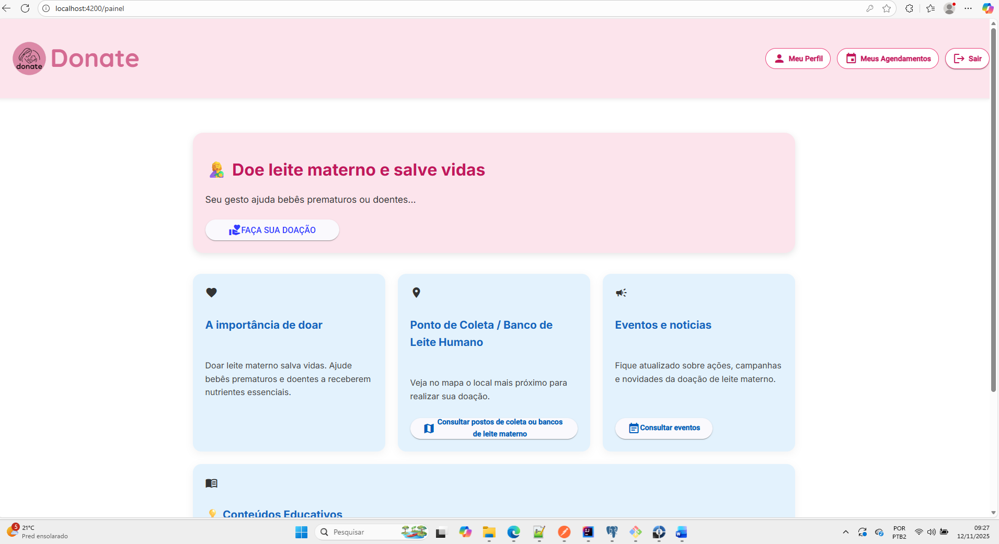 localhost:4200/painel
donate
Donate
Meu Perfil
Meus Agendamentos
Sair
Doe leite materno e salve vidas
Seu gesto ajuda bebês prematuros ou doentes...
FAÇA SUA DOAÇÃO
A importância de doar
Doar leite materno salva vidas. Ajude
bebês prematuros e doentes a receberem
nutrientes essenciais.
Ponto de Coleta / Banco de
Leite Humano
Veja no mapa o local mais próximo para
realizar sua doação.
Consultar postos de coleta ou bancos
de leite materno
Eventos e noticias
Fique atualizado sobre ações, campanhas
e novidades da doação de leite materno.
Consultar eventos
Conteúdos Educativos
5
21°C
Pred ensolarado
Pesquisar
POR
PTB2
09:27
12/11/2025